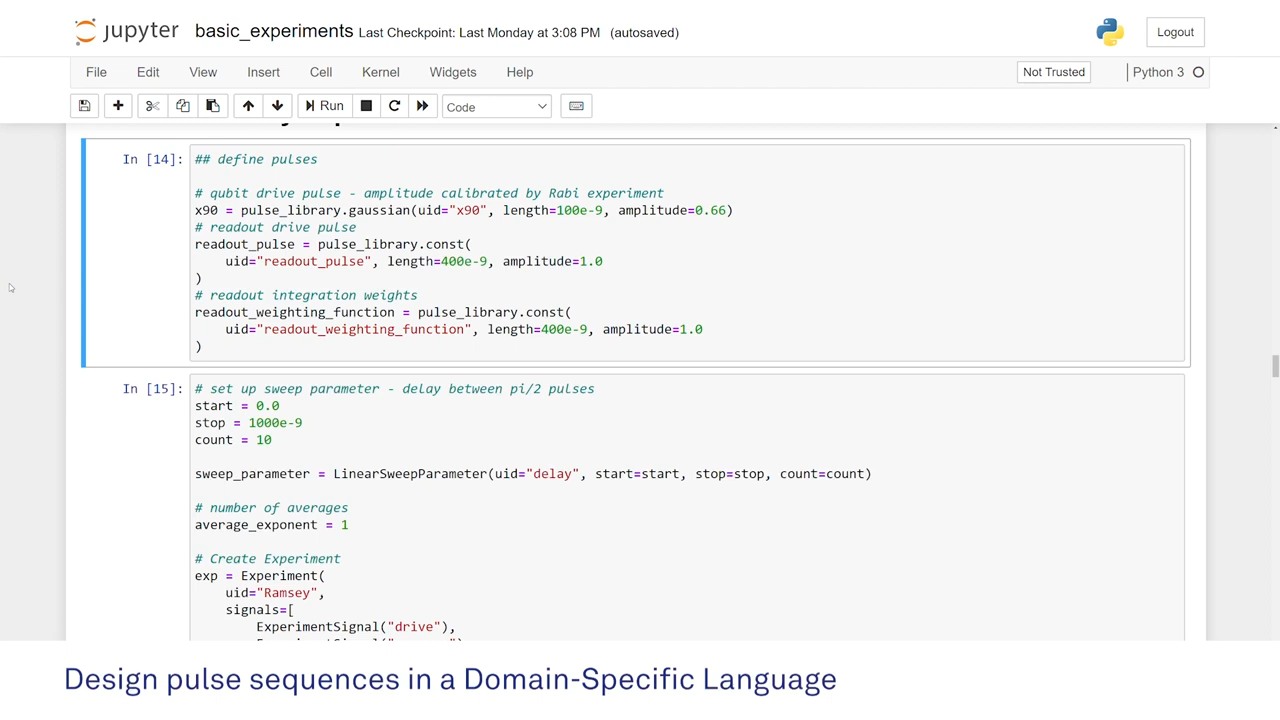 jupyter basic_experiments Last Checkpoint: Last Monday at 3:08 PM (autosaved) Logout
File Edit View Insert Cell Kernel Widgets Help Not Trusted Python 3
Run Code
In [14]: ## define pulses
# qubit drive pulse - amplitude calibrated by Rabi experiment
x90 = pulse_library.gaussian(uid="x90", length=100e-9, amplitude=0.66)
# readout drive pulse
readout_pulse = pulse_library.const(
uid="readout_pulse", length=400e-9, amplitude=1.0
)
# readout integration weights
readout_weighting_function = pulse_library.const(
uid="readout_weighting_function", length=400e-9, amplitude=1.0
)
In [15]: # set up sweep parameter - delay between pi/2 pulses
start = 0.0
stop = 1000e-9
count = 10
sweep_parameter = LinearSweepParameter(uid="delay", start=start, stop=stop, count=count)
# number of averages
average_exponent = 1
# Create Experiment
exp = Experiment(
uid="Ramsey",
signals=[
ExperimentSignal("drive"),
Design pulse sequences in a Domain-Specific Language